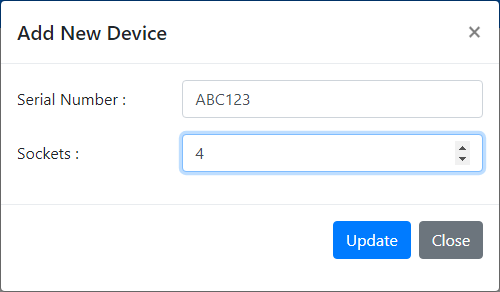 Add New Device ×
Serial Number : ABC123
Sockets : 4
Update Close